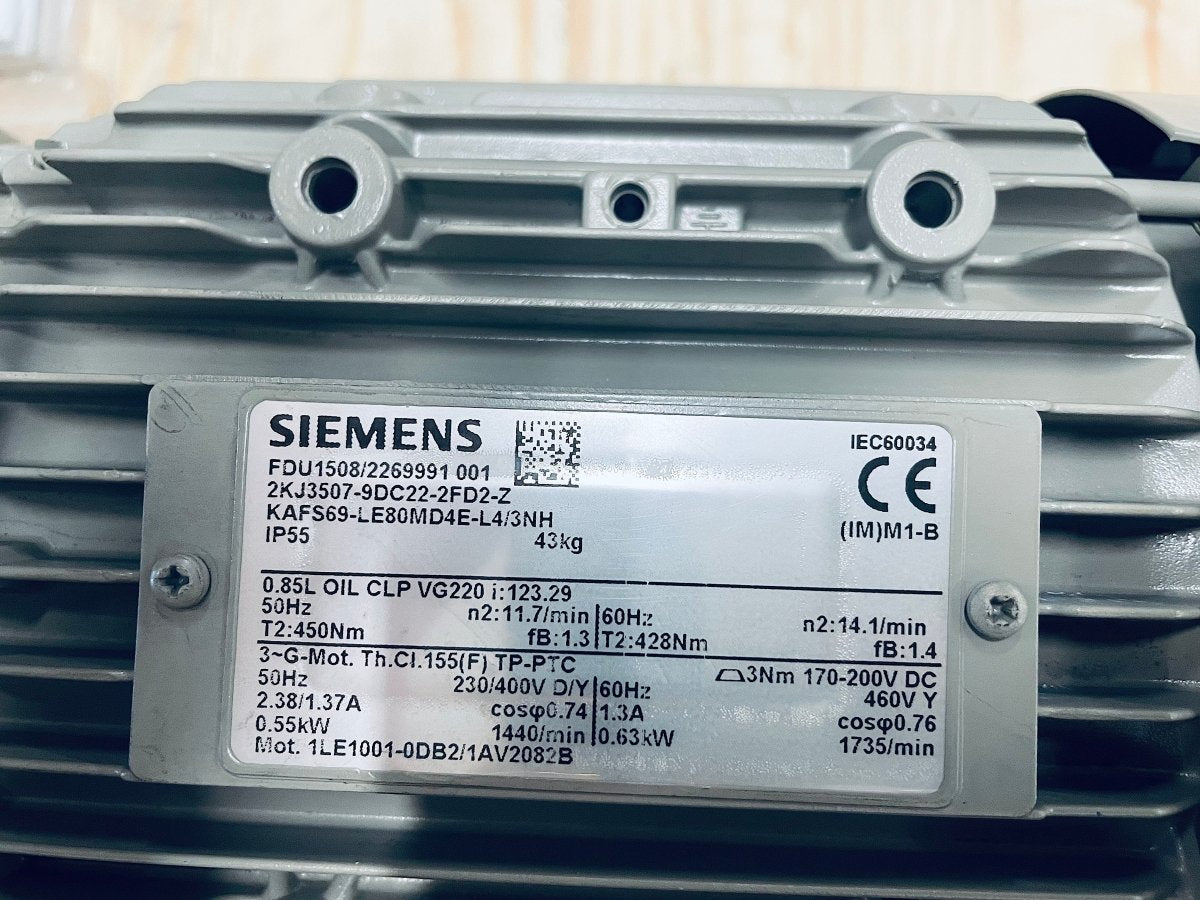 SIEMENS
IEC60034
FDU1508/2269991 001
CE
2KJ3507-9DC22-2FD2-Z
KAFS69-LE80MD4E-L4/3NH
(IM)M1-B
IP55 43kg
0.85L OIL CLP VG220 i:123.29
50Hz n2:11.7/min 60Hz n2:14.1/min
T2:450Nm fB:1.3 T2:428Nm fB:1.4
3~G-Mot. Th.Cl.155(F) TP-PTC 3Nm 170-200V DC
50Hz 230/400V D/Y 60Hz 460V Y
2.38/1.37A cosφ0.74 1.3A cosφ0.76
0.55kW 1440/min 0.63kW 1735/min
Mot. 1LE1001-0DB2/1AV2082B